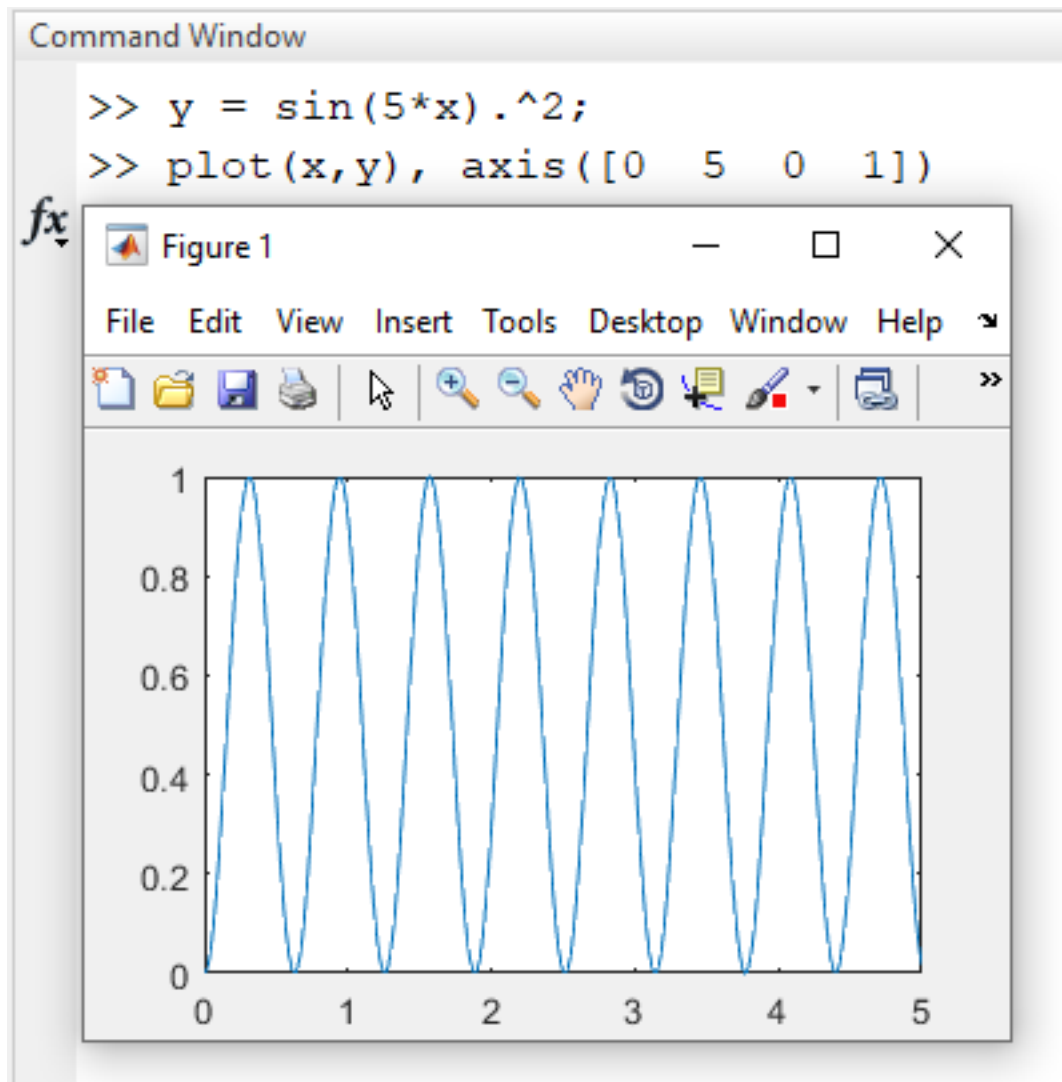 Command Window
>> y = sin(5*x).^2;
>> plot(x,y), axis([0 5 0 1])
fx
Figure 1
File Edit View Insert Tools Desktop Window Help
1
0.8
0.6
0.4
0.2
0
0 1 2 3 4 5